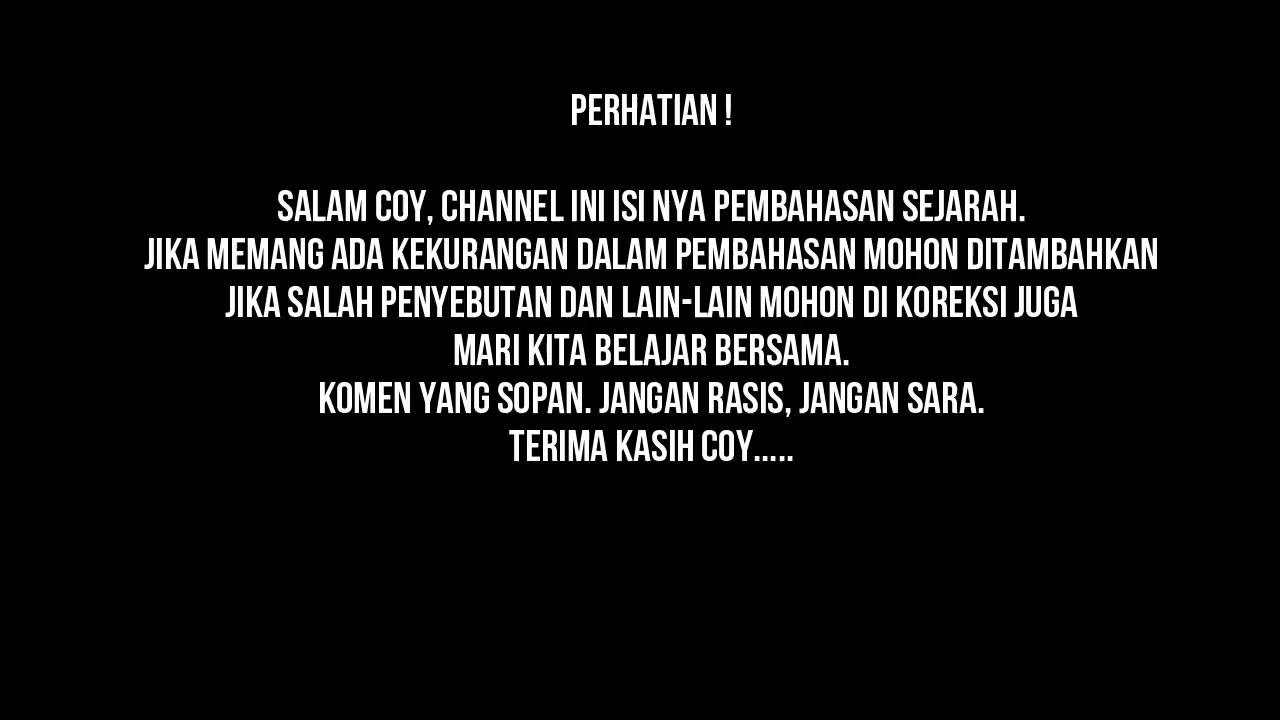 PERHATIAN !
SALAM COY, CHANNEL INI ISI NYA PEMBAHASAN SEJARAH.
JIKA MEMANG ADA KEKURANGAN DALAM PEMBAHASAN MOHON DITAMBAHKAN
JIKA SALAH PENYEBUTAN DAN LAIN-LAIN MOHON DI KOREKSI JUGA
MARI KITA BELAJAR BERSAMA.
KOMEN YANG SOPAN. JANGAN RASIS, JANGAN SARA.
TERIMA KASIH COY.....